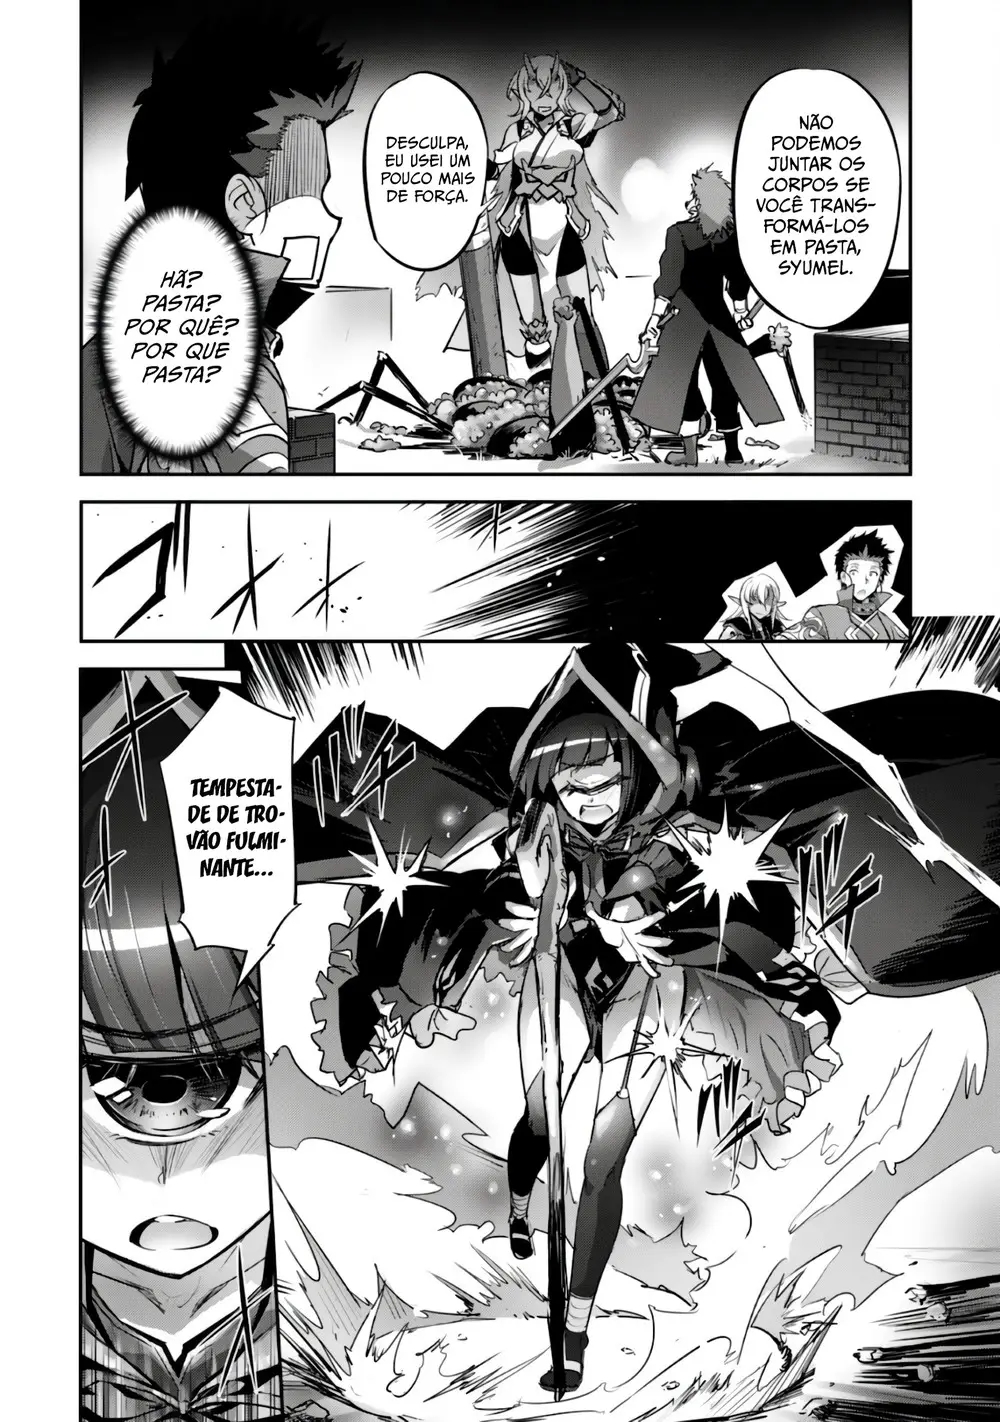 NÃO
PODEMOS
JUNTAR OS
CORPOS SE
VOCÊ TRANS-
FORMÁ-LOS
EM PASTA,
SYUMEL.
DESCULPA,
EU USEI UM
POUCO MAIS
DE FORÇA.
HÃ?
PASTA?
POR QUÊ?
POR QUE
PASTA?
TEMPESTA-
DE DE TRO-
VÃO FULMI-
NANTE...